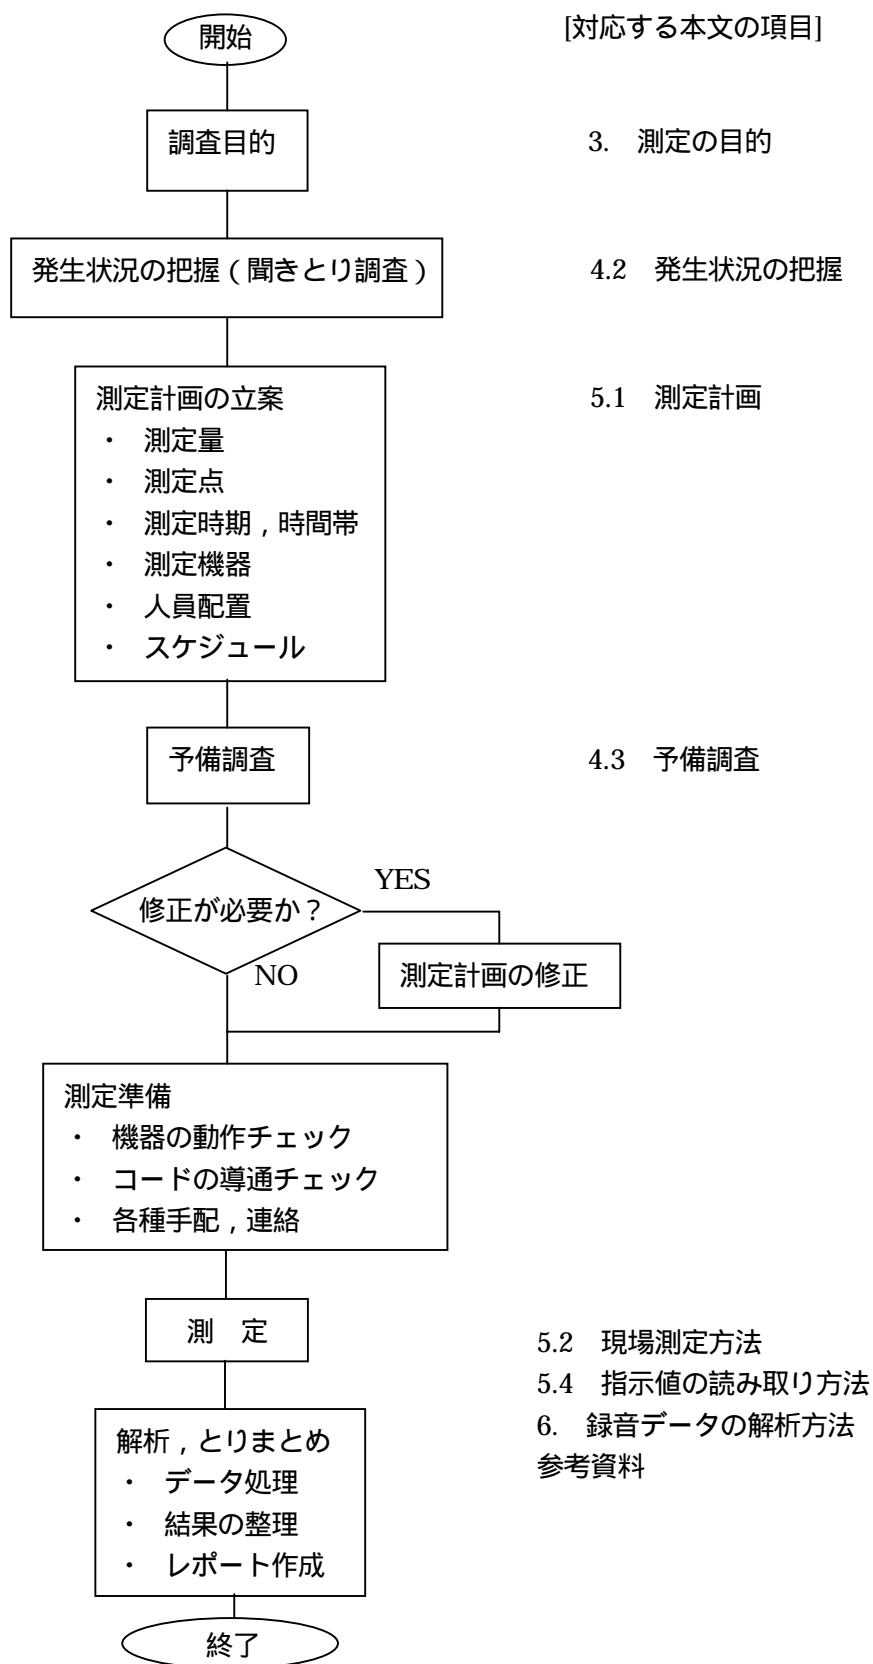 開始
[対応する本文の項目]
調査目的
3. 測定の目的
発生状況の把握(聞きとり調査)
4.2 発生状況の把握
測定計画の立案
5.1 測定計画
・ 測定量
・ 測定点
・ 測定時期,時間帯
・ 測定機器
・ 人員配置
・ スケジュール
予備調査
4.3 予備調査
修正が必要か?
YES
NO
測定計画の修正
測定準備
・ 機器の動作チェック
・ コードの導通チェック
・ 各種手配,連絡
測 定
5.2 現場測定方法
5.4 指示値の読み取り方法
6. 録音データの解析方法
参考資料
解析,とりまとめ
・ データ処理
・ 結果の整理
・ レポート作成
終了